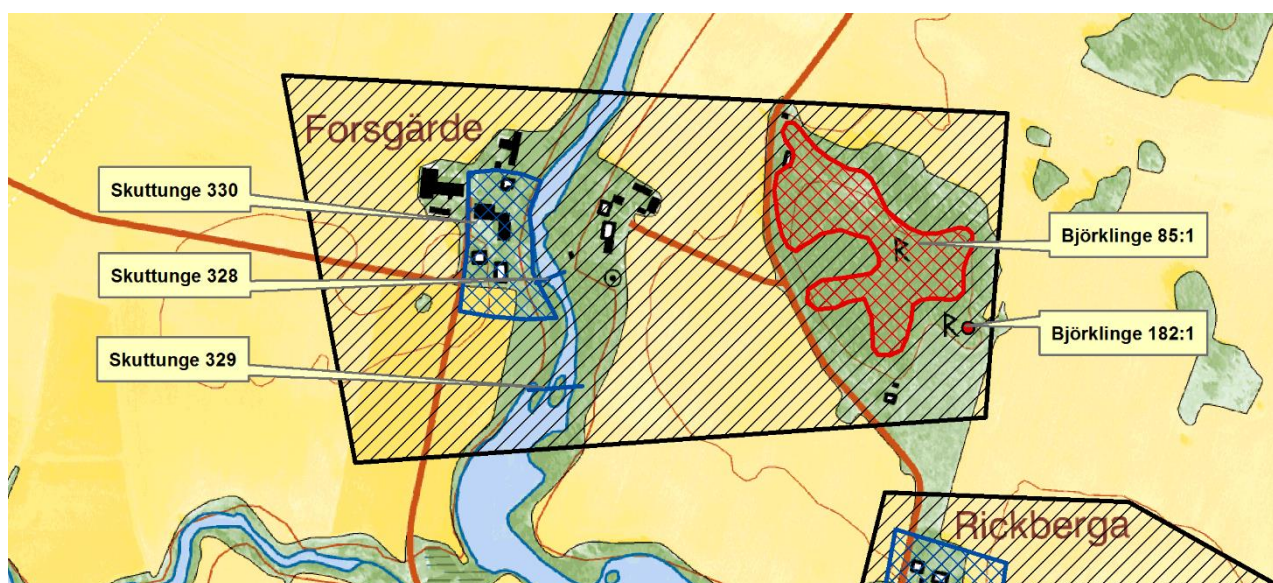 Forsgärde
Skuttunge 330
Björklinge 85:1
R
Skuttunge 328
R
Björklinge 182:1
Skuttunge 329
Rickberga